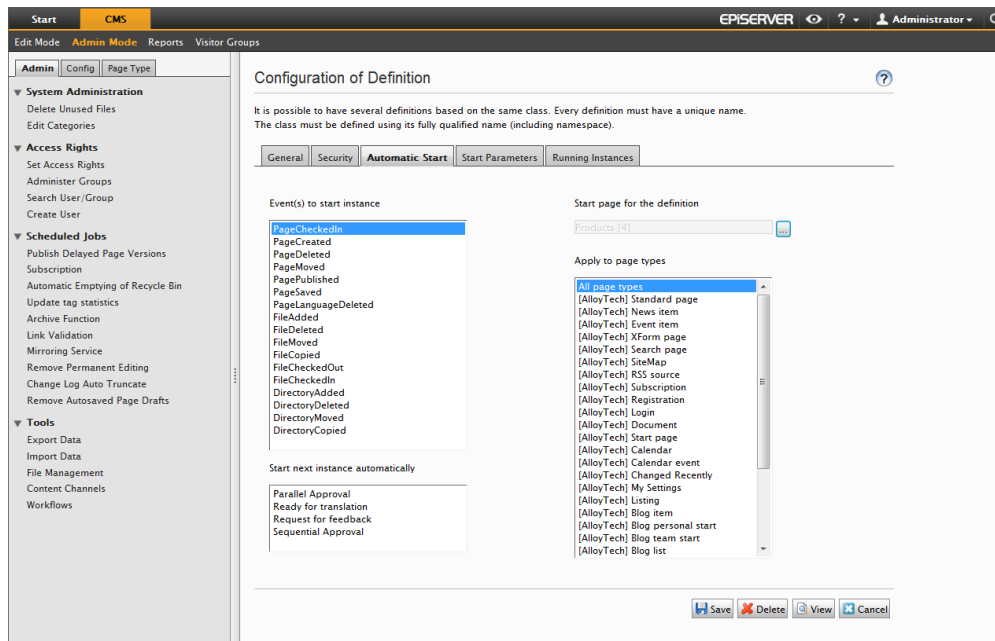 Start CMS EPiSERVER ? Administrator
Edit Mode Admin Mode Reports Visitor Groups
Admin Config Page Type
System Administration
Delete Unused Files
Edit Categories
Access Rights
Set Access Rights
Administer Groups
Search User/Group
Create User
Scheduled Jobs
Publish Delayed Page Versions
Subscription
Automatic Emptying of Recycle Bin
Update tag statistics
Archive Function
Link Validation
Mirroring Service
Remove Permanent Editing
Change Log Auto Truncate
Remove Autosaved Page Drafts
Tools
Export Data
Import Data
File Management
Content Channels
Workflows
Configuration of Definition ?
It is possible to have several definitions based on the same class. Every definition must have a unique name.
The class must be defined using its fully qualified name (including namespace).
General Security Automatic Start Start Parameters Running Instances
Event(s) to start instance
PageCheckedIn
PageCreated
PageDeleted
PageMoved
PagePublished
PageSaved
PageLanguageDeleted
FileAdded
FileDeleted
FileMoved
FileCopied
FileCheckedOut
FileCheckedIn
DirectoryAdded
DirectoryDeleted
DirectoryMoved
DirectoryCopied
Start next instance automatically
Parallel Approval
Ready for translation
Request for feedback
Sequential Approval
Start page for the definition
Products [4] ...
Apply to page types
All page types
[AlloyTech] Standard page
[AlloyTech] News item
[AlloyTech] Event item
[AlloyTech] XForm page
[AlloyTech] Search page
[AlloyTech] SiteMap
[AlloyTech] RSS source
[AlloyTech] Subscription
[AlloyTech] Registration
[AlloyTech] Login
[AlloyTech] Document
[AlloyTech] Start page
[AlloyTech] Calendar
[AlloyTech] Calendar event
[AlloyTech] Changed Recently
[AlloyTech] My Settings
[AlloyTech] Listing
[AlloyTech] Blog item
[AlloyTech] Blog personal start
[AlloyTech] Blog team start
[AlloyTech] Blog list
Save Delete View Cancel